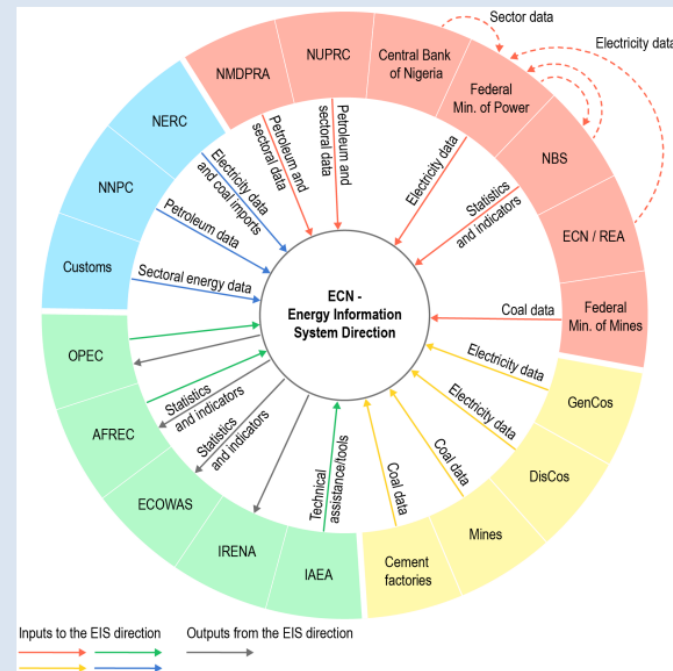 Sector data
Electricity data
NMDPRA
NUPRC
Central Bank
of Nigeria
Federal
Min. of Power
NBS
ECN / REA
Federal
Min. of Mines
GenCos
DisCos
Mines
Cement
factories
IAEA
IRENA
ECOWAS
AFREC
OPEC
Customs
NNPC
NERC
Petroleum and
sectoral data
Petroleum and
sectoral data
Electricity data
Statistics
and indicators
Coal data
Electricity data
Electricity data
Coal data
Coal data
Technical
assistance/tools
Statistics
and indicators
Statistics
and indicators
Sectoral energy data
Petroleum data
Electricity data
and coal imports
ECN -
Energy Information
System Direction
Inputs to the EIS direction
Outputs from the EIS direction